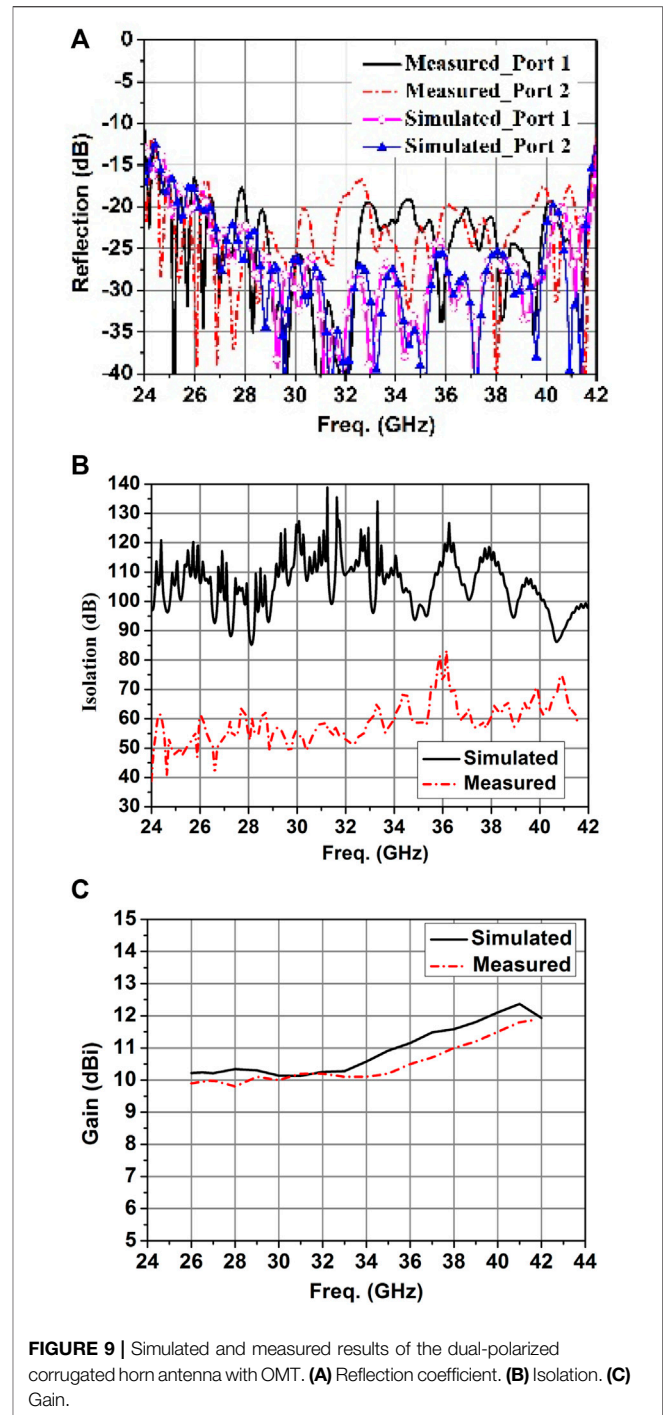 A
0
-5
-10
-15
-20
-25
-30
-35
-40
Reflection (dB)
Measured_Port 1
Measured_Port 2
Simulated_Port 1
Simulated_Port 2
24 26 28 30 32 34 36 38 40 42
Freq. (GHz)
B
140
130
120
110
100
90
80
70
60
50
40
30
Isolation (dB)
Simulated
Measured
24 26 28 30 32 34 36 38 40 42
Freq. (GHz)
C
15
14
13
12
11
10
9
8
7
6
5
Gain (dBi)
Simulated
Measured
24 26 28 30 32 34 36 38 40 42 44
Freq. (GHz)
FIGURE 9 | Simulated and measured results of the dual-polarized
corrugated horn antenna with OMT. (A) Reflection coefficient. (B) Isolation. (C)
Gain.